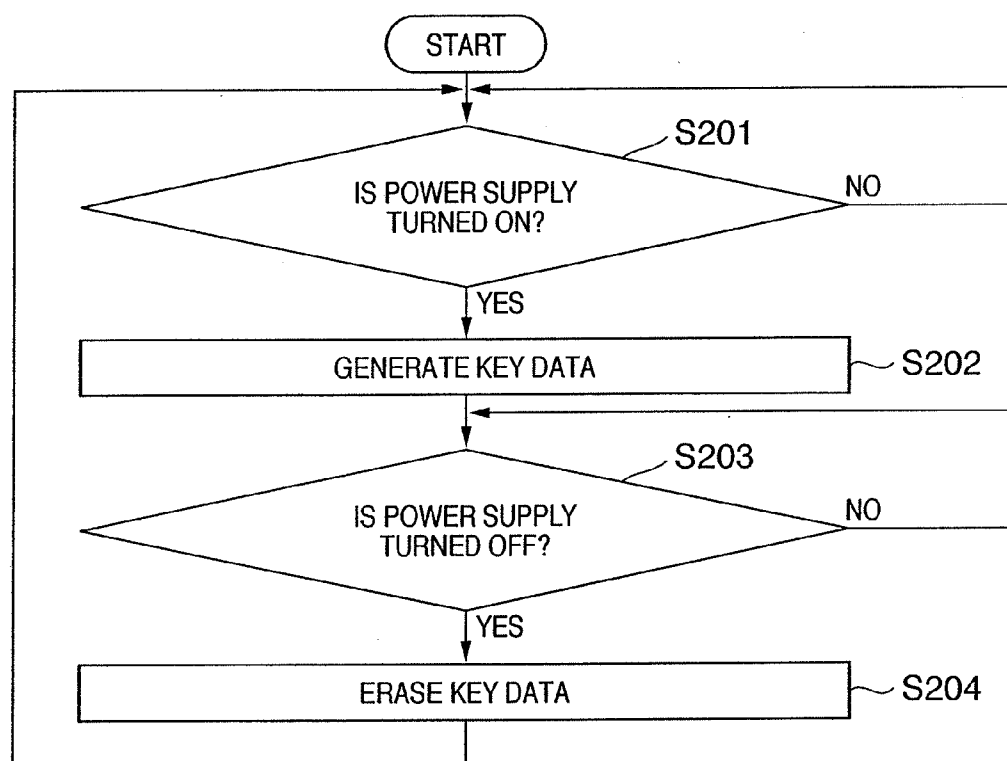 START
S201
IS POWER SUPPLY
TURNED ON?
NO
YES
GENERATE KEY DATA
S202
S203
IS POWER SUPPLY
TURNED OFF?
NO
YES
ERASE KEY DATA
S204